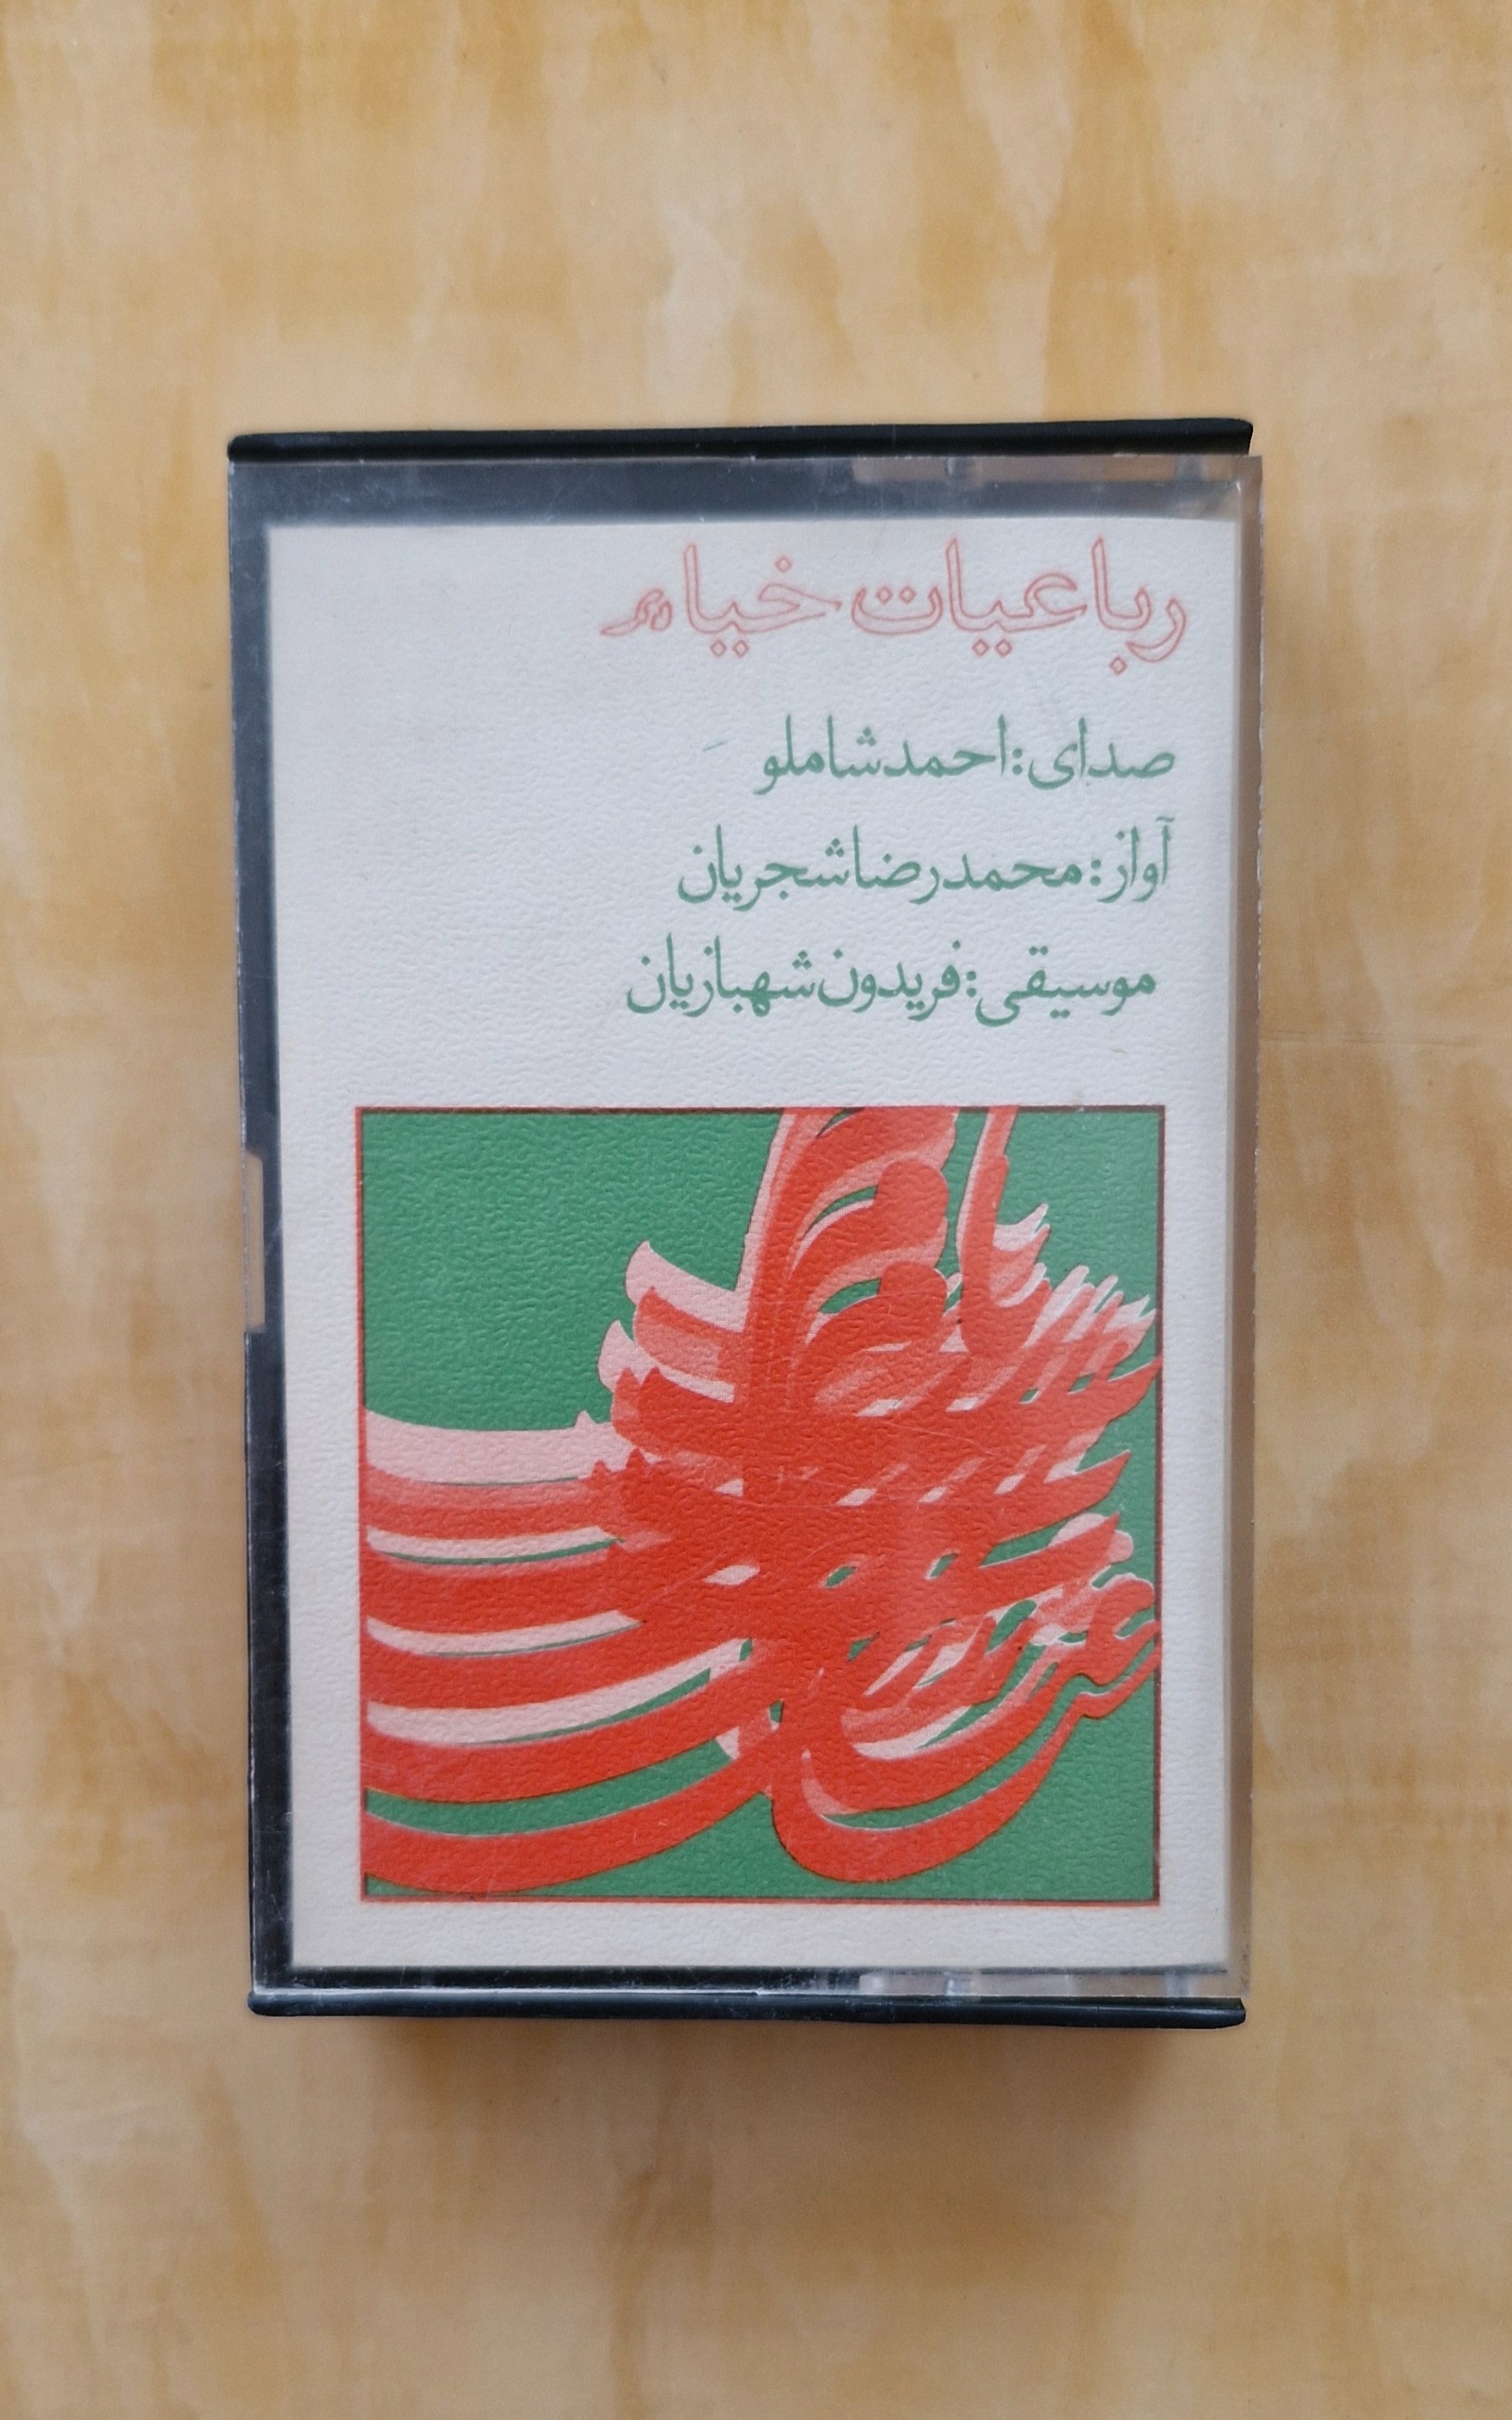 رباعیات خیام
صدای: احمد شاملو
آواز: محمدرضا شجریان
موسیقی: فریدون شهبازیان